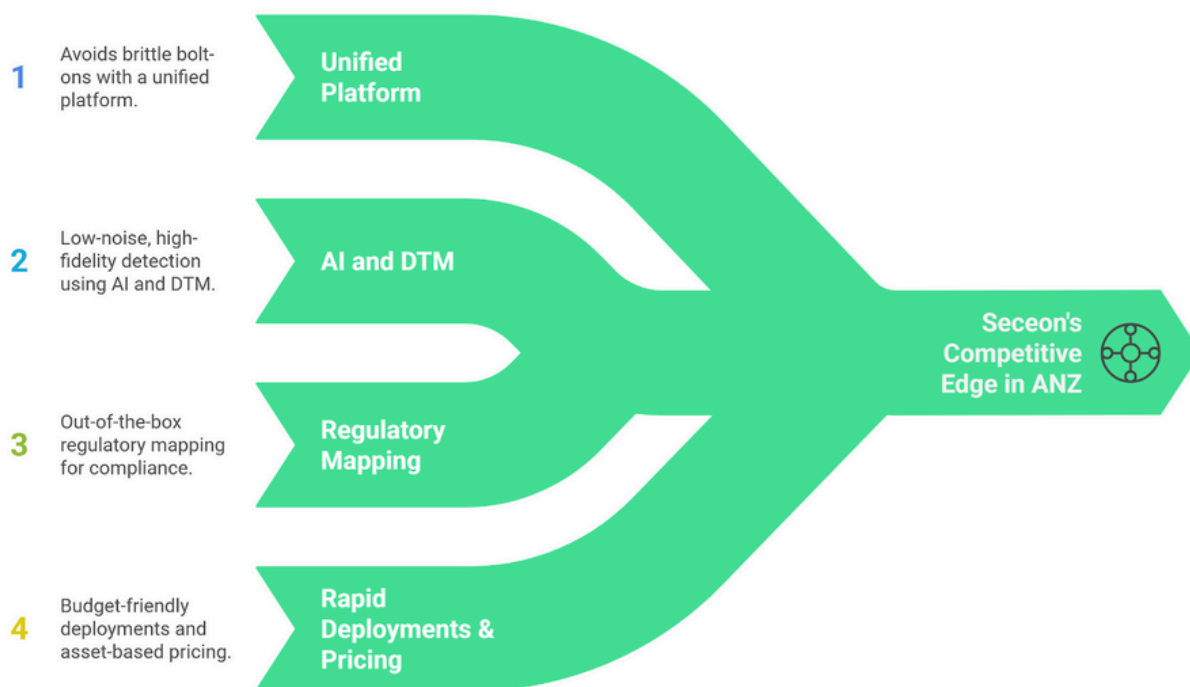 1
Avoids brittle bolt-
ons with a unified
platform.
Unified
Platform
2
Low-noise, high-
fidelity detection
using AI and DTM.
AI and DTM
3
Out-of-the-box
regulatory mapping
for compliance.
Regulatory
Mapping
4
Budget-friendly
deployments and
asset-based pricing.
Rapid
Deployments &
Pricing
Seceon's
Competitive
Edge in ANZ